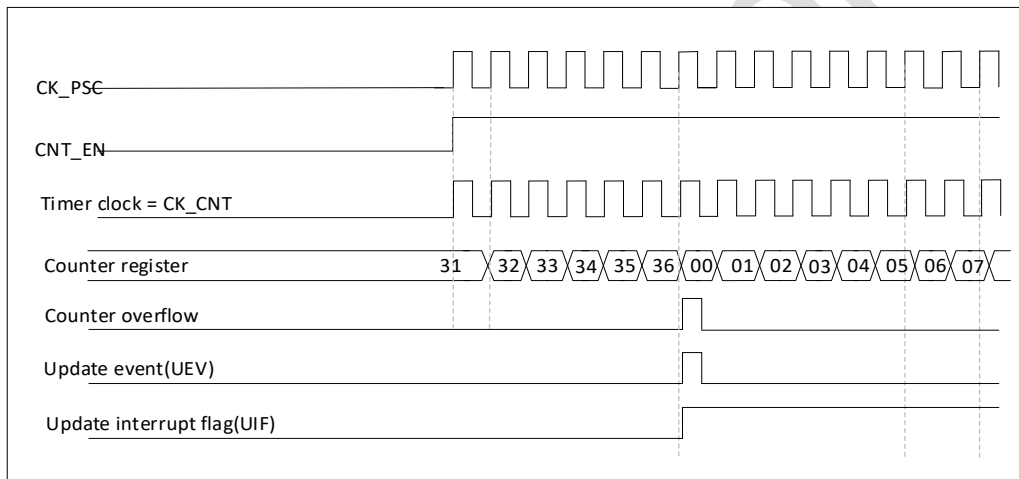 CK_PSC
CNT_EN
Timer clock = CK_CNT
Counter register 31 32 33 34 35 36 00 01 02 03 04 05 06 07
Counter overflow
Update event(UEV)
Update interrupt flag(UIF)